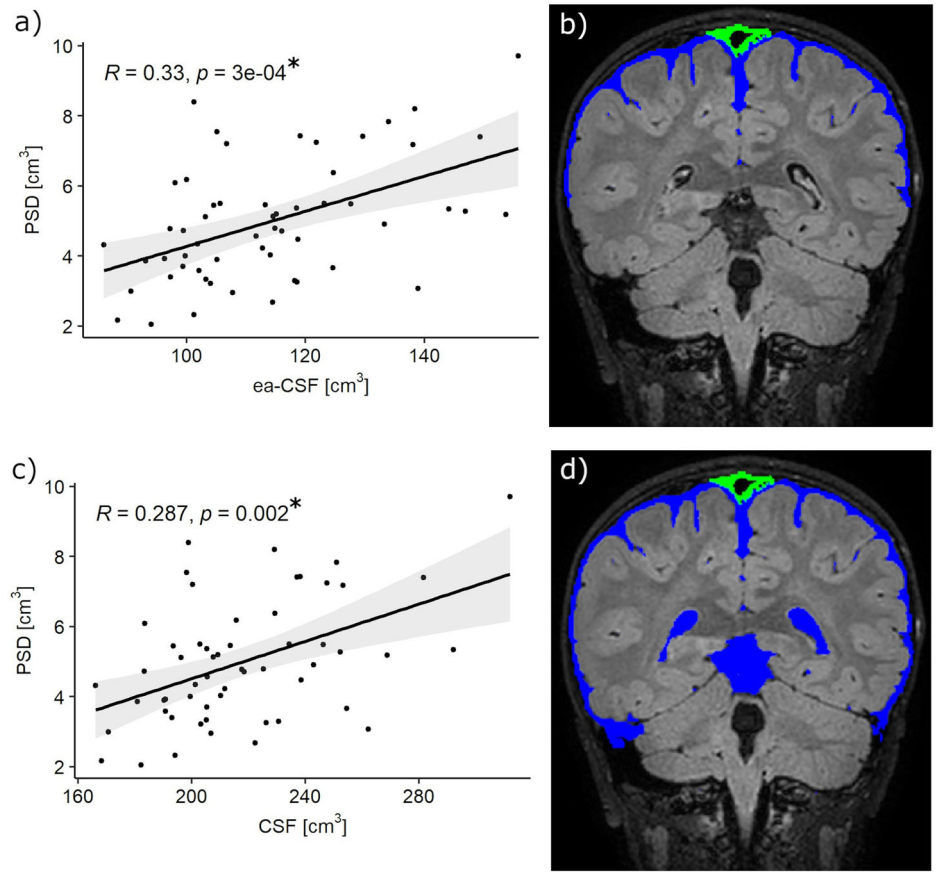 a)
R = 0.33, p = 3e-04*
PSD [cm³]
10
8
6
4
2
100
120
140
ea-CSF [cm³]
b)
c)
R = 0.287, p = 0.002*
PSD [cm³]
10
8
6
4
2
160
200
240
280
CSF [cm³]
d)